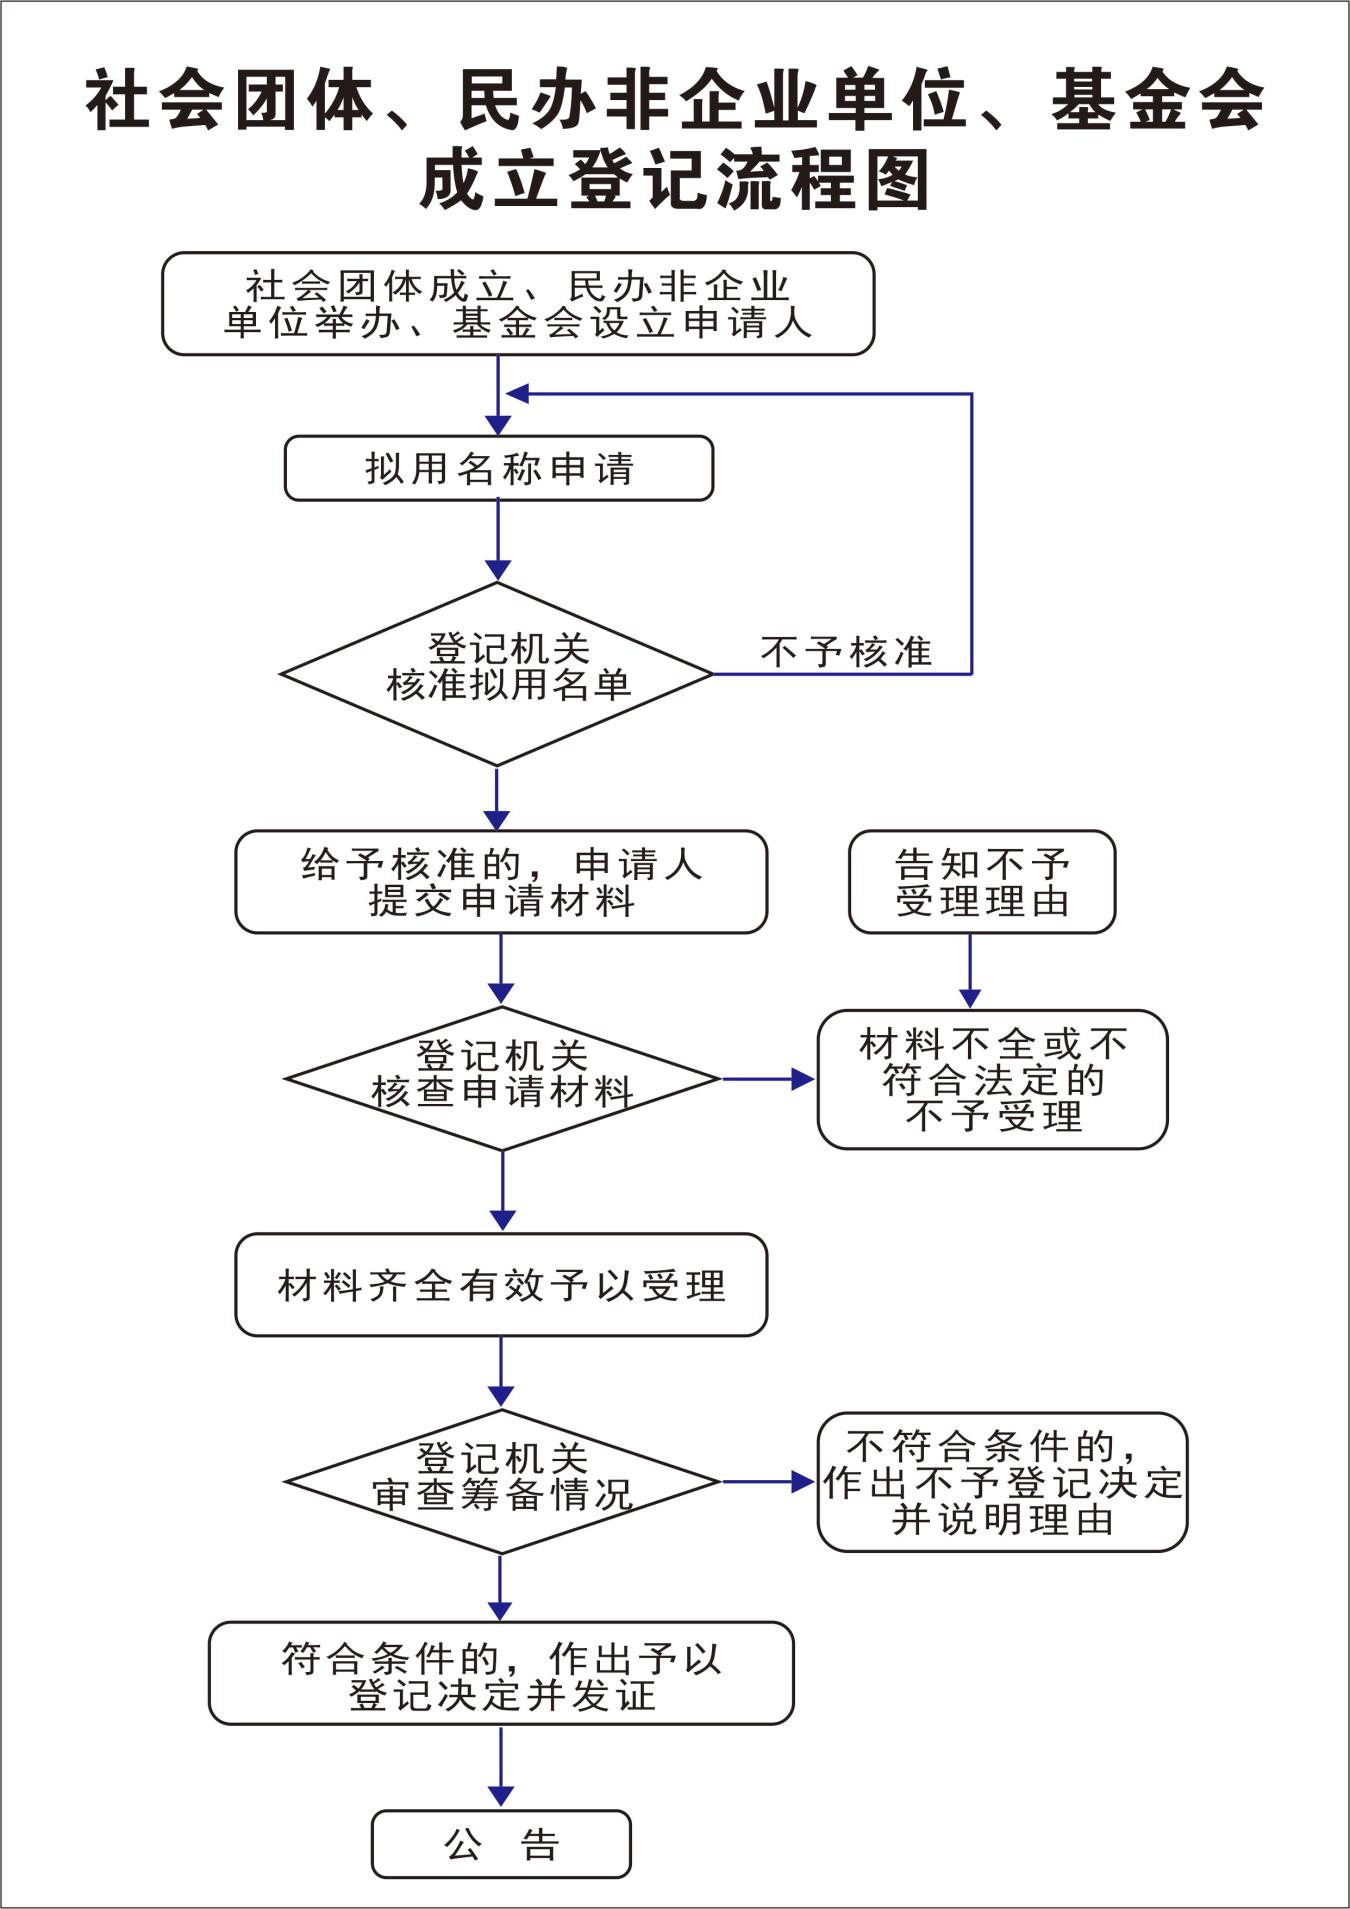 社会团体、民办非企业单位、基金会
成立登记流程图
社会团体成立、民办非企业
单位举办、基金会设立申请人
拟用名称申请
登记机关
核准拟用名单
不予核准
给予核准的，申请人
提交申请材料
告知不予
受理理由
登记机关
核查申请材料
材料不全或不
符合法定的
不予受理
材料齐全有效予以受理
登记机关
审查筹备情况
不符合条件的，
作出不予登记决定
并说明理由
符合条件的，作出予以
登记决定并发证
公 告